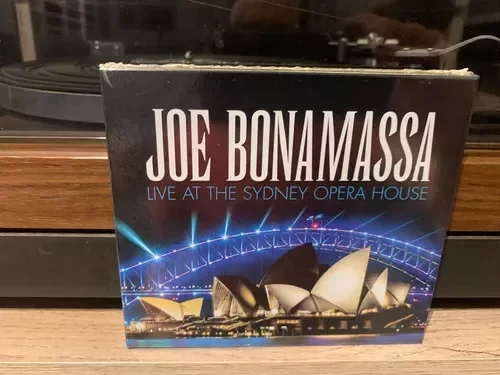 JOE BONAMASSA
LIVE AT THE SYDNEY OPERA HOUSE